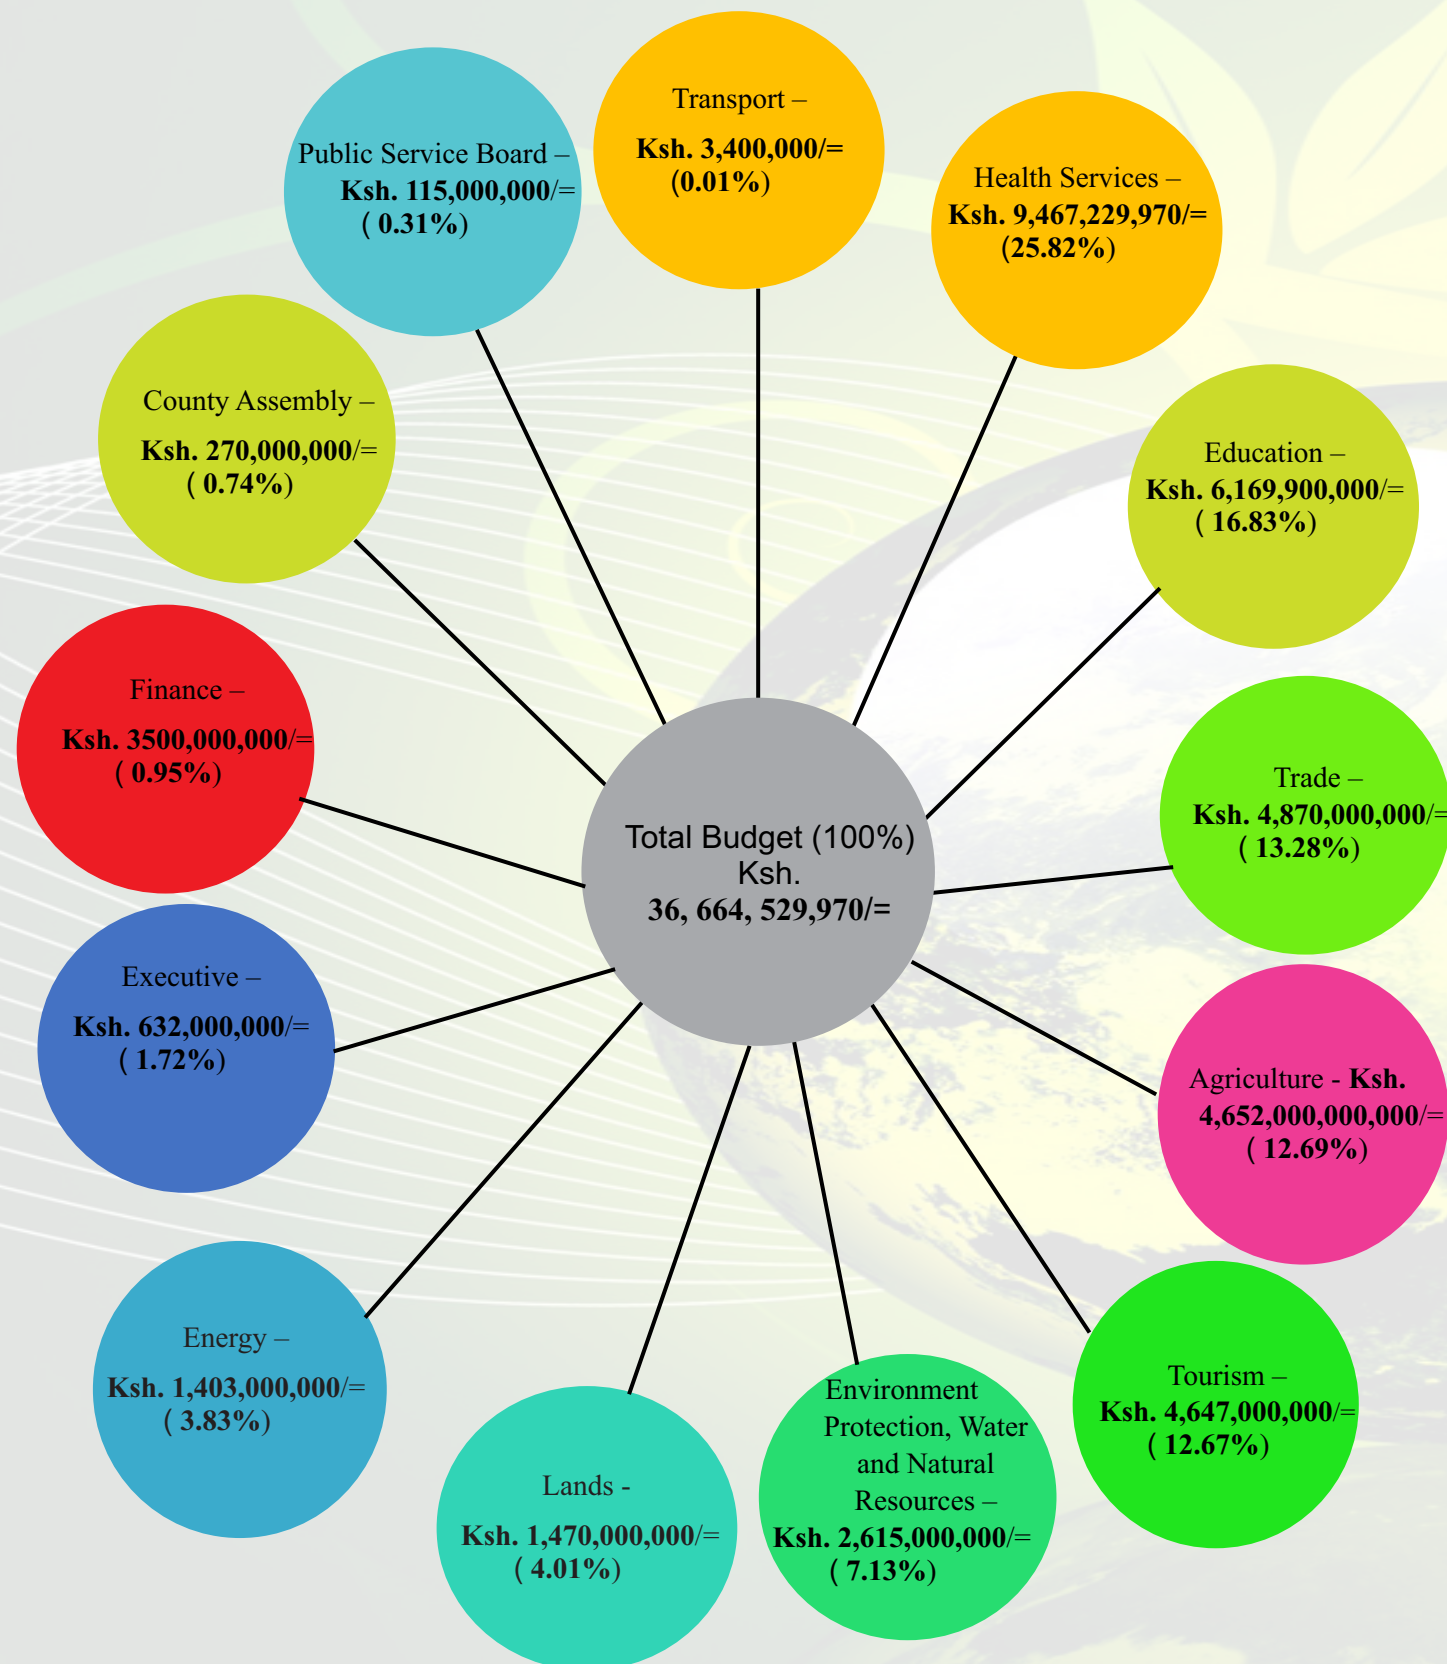 Transport –
Ksh. 3,400,000/=
(0.01%)
Health Services –
Ksh. 9,467,229,970/=
(25.82%)
Education –
Ksh. 6,169,900,000/=
( 16.83%)
Trade –
Ksh. 4,870,000,000/=
( 13.28%)
Agriculture - Ksh.
4,652,000,000,000/=
( 12.69%)
Tourism –
Ksh. 4,647,000,000/=
( 12.67%)
Environment
Protection, Water
and Natural
Resources –
Ksh. 2,615,000,000/=
( 7.13%)
Lands -
Ksh. 1,470,000,000/=
( 4.01%)
Energy –
Ksh. 1,403,000,000/=
( 3.83%)
Executive –
Ksh. 632,000,000/=
( 1.72%)
Finance –
Ksh. 3500,000,000/=
( 0.95%)
County Assembly –
Ksh. 270,000,000/=
( 0.74%)
Public Service Board –
Ksh. 115,000,000/=
( 0.31%)
Total Budget (100%)
Ksh.
36, 664, 529,970/=